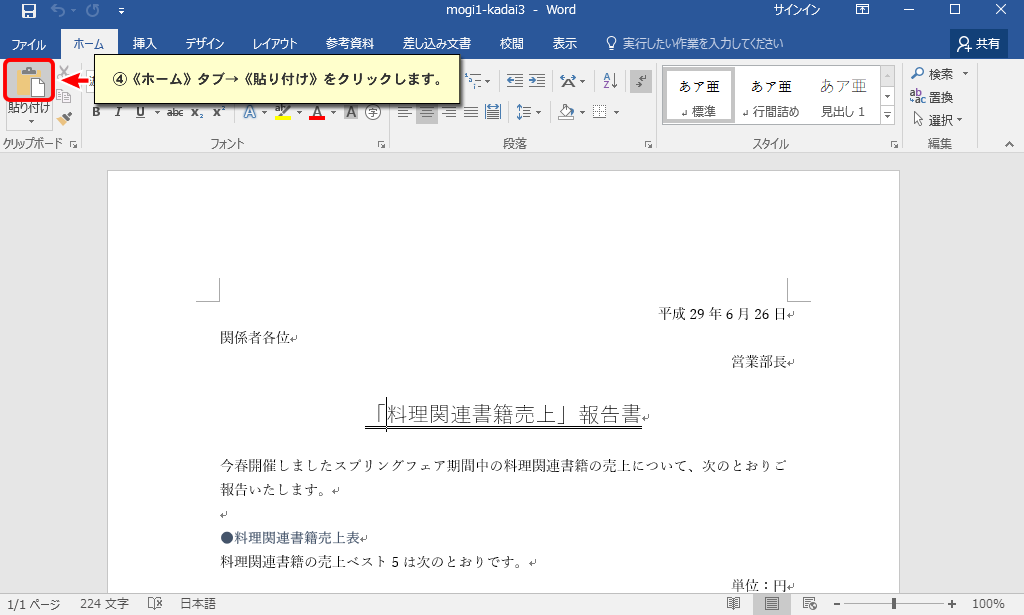 mogi1-kadai3 - Word
サインイン
ファイル ホーム 挿入 デザイン レイアウト 参考資料 差し込み文書 校閲 表示 実行したい作業を入力してください 共有
④《ホーム》タブ→《貼り付け》をクリックします。
貼り付け
B I U abc x₂ x² A aby A A 字
あア亜 あア亜 あア亜
↲標準 ↲行間詰め 見出し 1
検索
置換
選択
クリップボード フォント 段落 スタイル 編集
平成 29 年 6 月 26 日↵
関係者各位↵
営業部長↵
「料理関連書籍売上」報告書↵
今春開催しましたスプリングフェア期間中の料理関連書籍の売上について、次のとおりご
報告いたします。↵
↵
●料理関連書籍売上表↵
料理関連書籍の売上ベスト 5 は次のとおりです。↵
単位：円↵
1/1 ページ 224 文字 日本語 100%